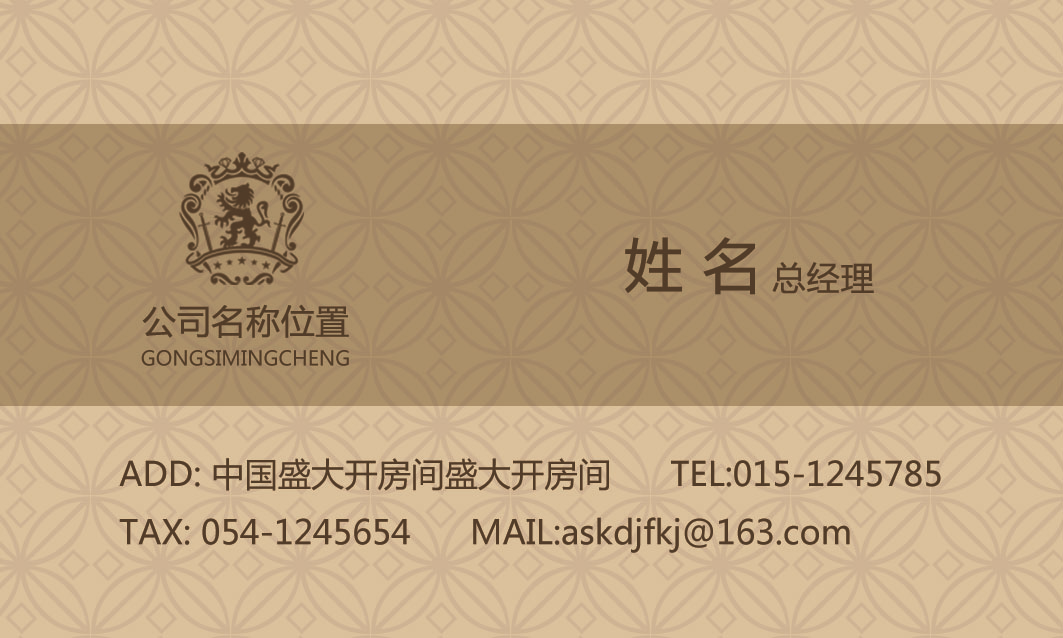 公司名称位置
GONGSIMINGCHENG
姓 名 总经理
ADD: 中国盛大开房间盛大开房间 TEL:015-1245785
TAX: 054-1245654 MAIL:askdjfkj@163.com